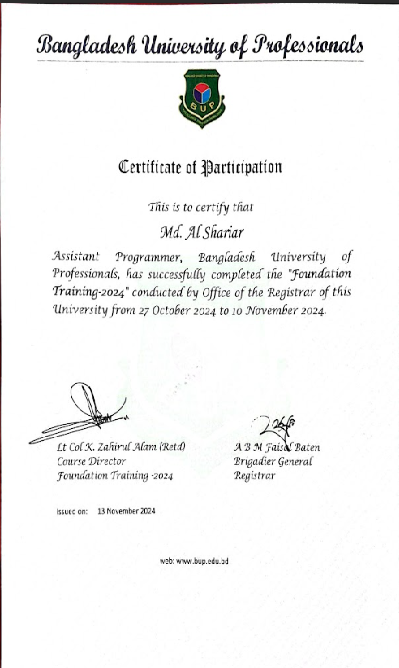 Bangladesh University of Professionals
BUP
Certificate of Participation
This is to certify that
Md. Al Shariar
Assistant Programmer, Bangladesh University of
Professionals, has successfully completed the "Foundation
Training-2024" conducted by Office of the Registrar of this
University from 27 October 2024 to 10 November 2024.
Lt Col K. Zahirul Alam (Retd)
Course Director
Foundation Training -2024
A B M Faisal Baten
Brigadier General
Registrar
Issued on: 13 November 2024
web: www.bup.edu.bd